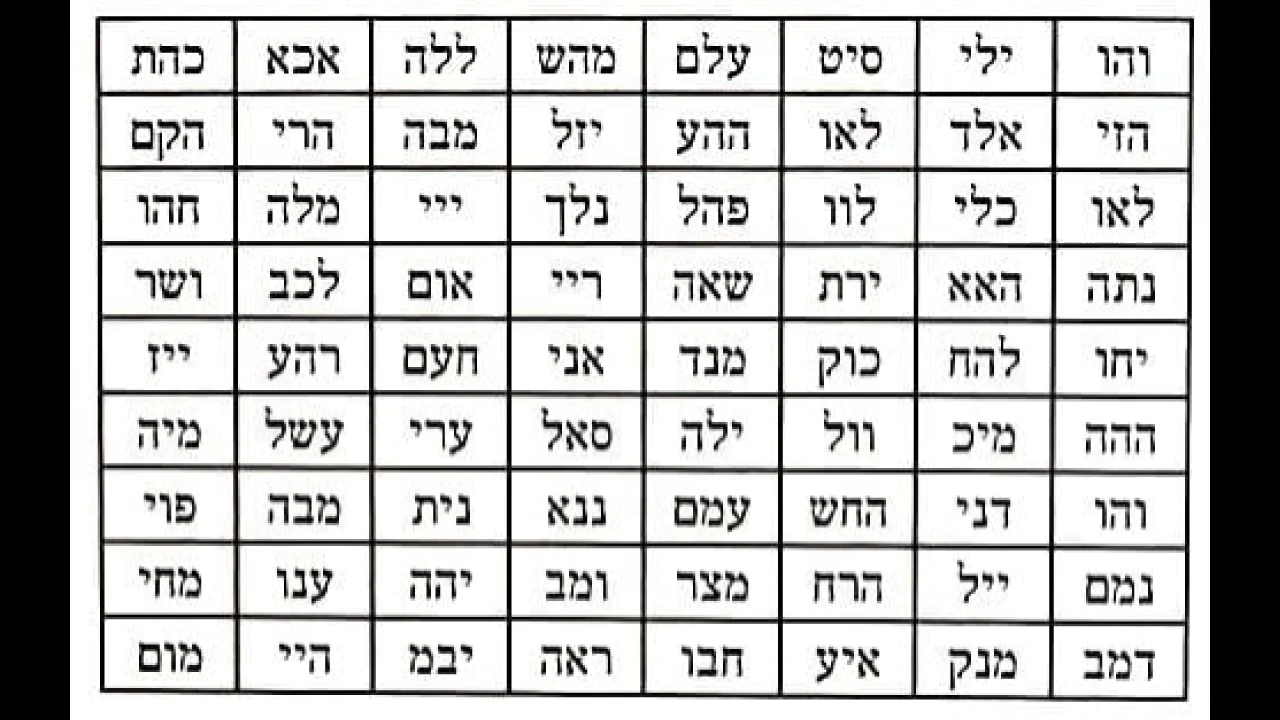 והו ילי סיט עלם מהש ללה אכא כהת
הזי אלד לאו ההע יזל מבה הרי הקם
לאו כלי לוו פהל נלך ייי מלה חהו
נתה האא ירת שאה ריי אום לכב ושר
יחו להח כוק מנד אני חעם רהע ייז
ההה מיכ וול ילה סאל ערי עשל מיה
והו דני החש עמם ננא נית מבה פוי
נמם ייל הרח מצר ומב יהה ענו מחי
דמב מנק איע חבו ראה יבמ היי מום